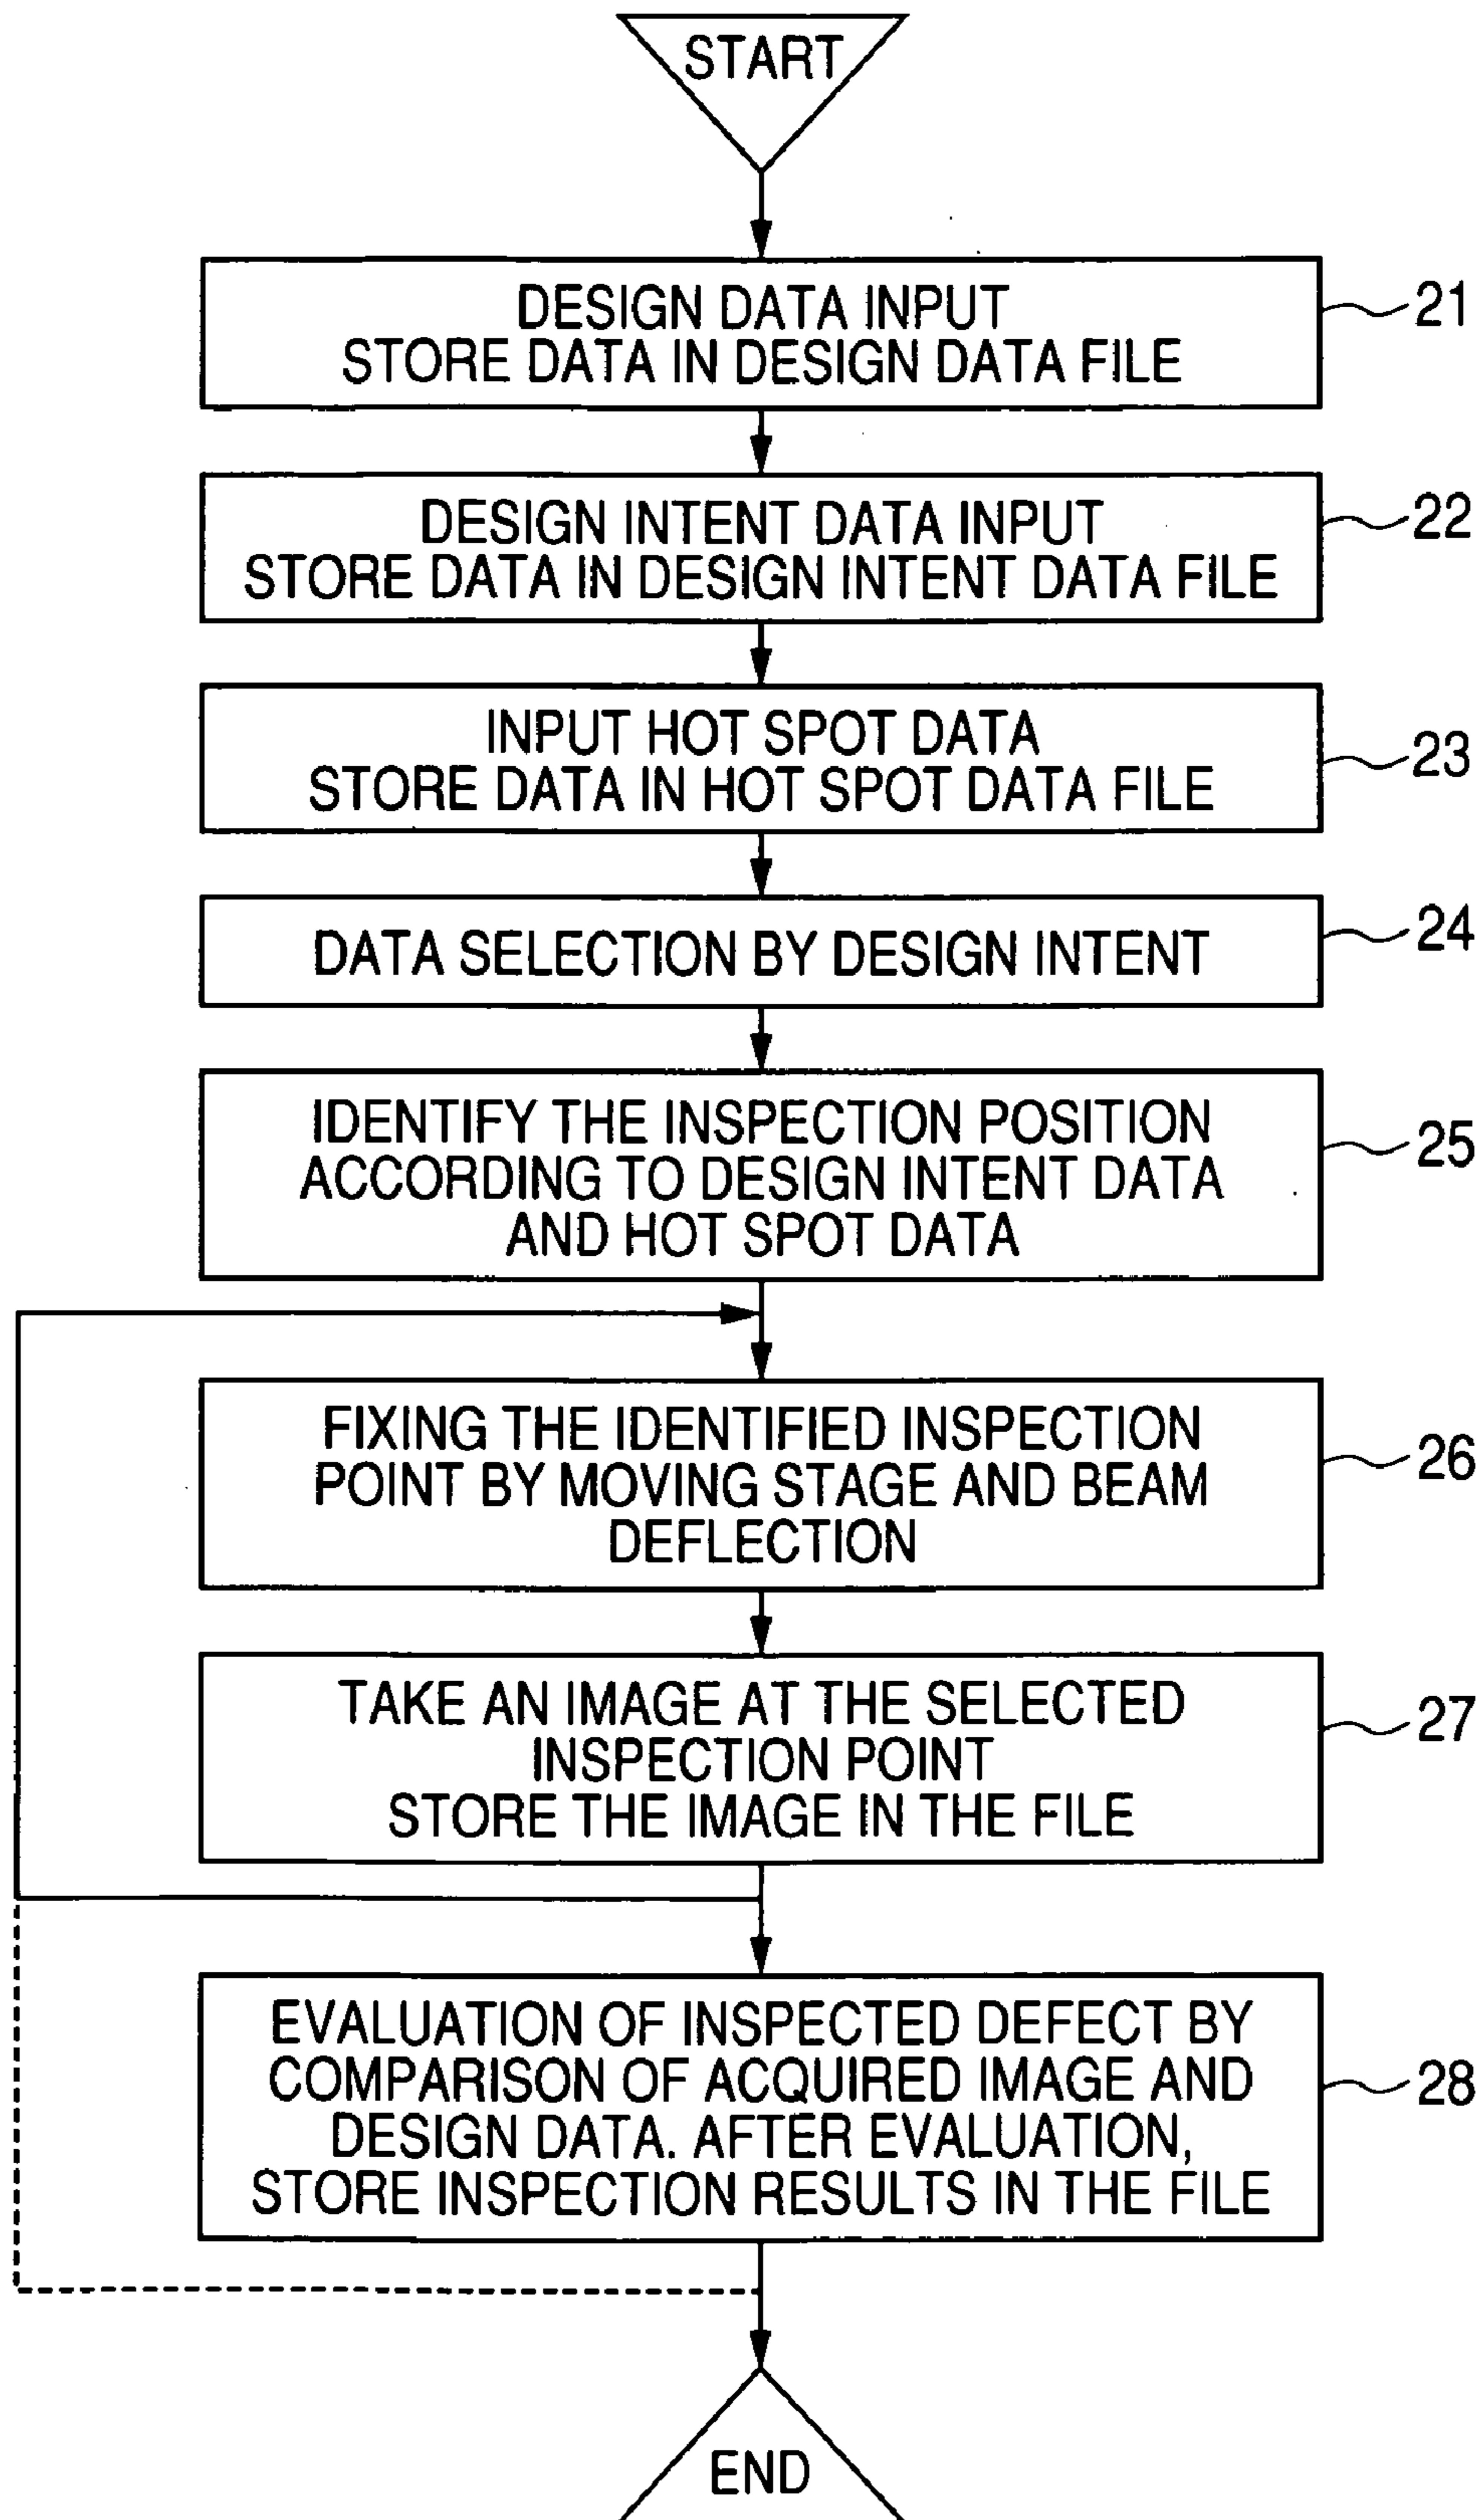 START
DESIGN DATA INPUT
STORE DATA IN DESIGN DATA FILE
21
DESIGN INTENT DATA INPUT
STORE DATA IN DESIGN INTENT DATA FILE
22
INPUT HOT SPOT DATA
STORE DATA IN HOT SPOT DATA FILE
23
DATA SELECTION BY DESIGN INTENT
24
IDENTIFY THE INSPECTION POSITION
ACCORDING TO DESIGN INTENT DATA
AND HOT SPOT DATA
25
FIXING THE IDENTIFIED INSPECTION
POINT BY MOVING STAGE AND BEAM
DEFLECTION
26
TAKE AN IMAGE AT THE SELECTED
INSPECTION POINT
STORE THE IMAGE IN THE FILE
27
EVALUATION OF INSPECTED DEFECT BY
COMPARISON OF ACQUIRED IMAGE AND
DESIGN DATA. AFTER EVALUATION,
STORE INSPECTION RESULTS IN THE FILE
28
END